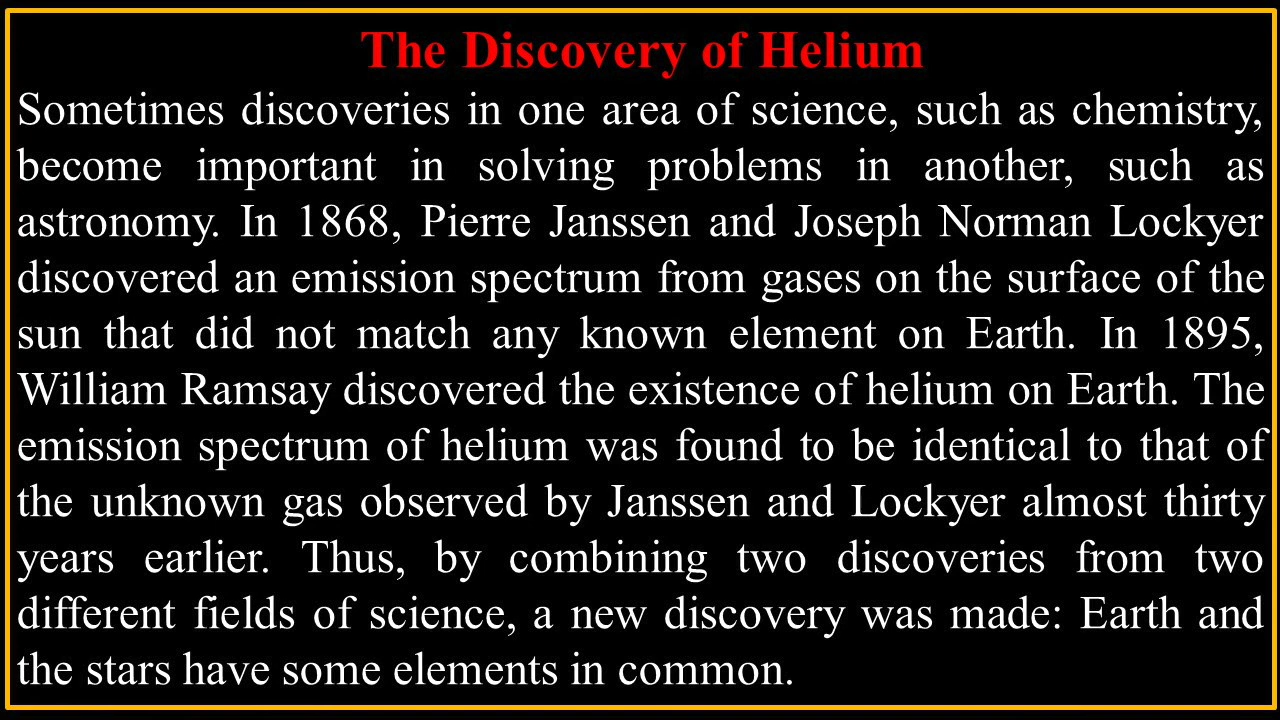 The Discovery of Helium
Sometimes discoveries in one area of science, such as chemistry,
become important in solving problems in another, such as
astronomy. In 1868, Pierre Janssen and Joseph Norman Lockyer
discovered an emission spectrum from gases on the surface of the
sun that did not match any known element on Earth. In 1895,
William Ramsay discovered the existence of helium on Earth. The
emission spectrum of helium was found to be identical to that of
the unknown gas observed by Janssen and Lockyer almost thirty
years earlier. Thus, by combining two discoveries from two
different fields of science, a new discovery was made: Earth and
the stars have some elements in common.